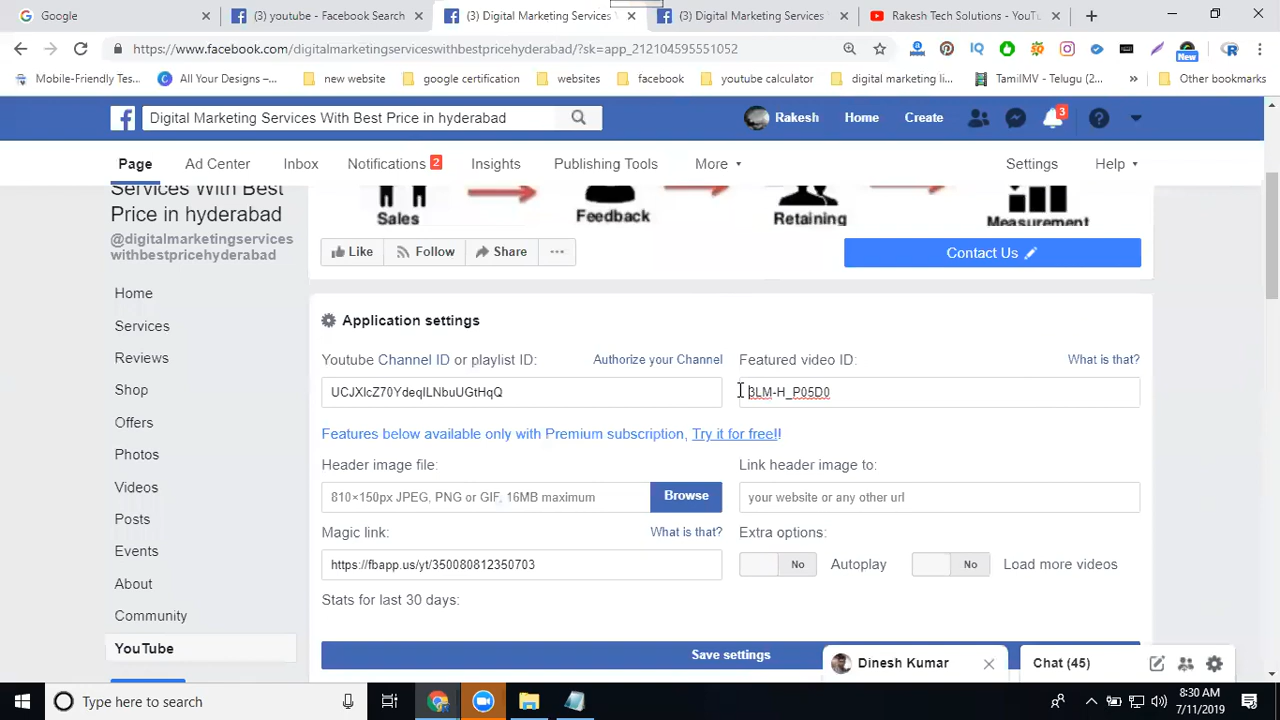 Google
(3) youtube - Facebook Search
(3) Digital Marketing Services
(3) Digital Marketing Services
Rakesh Tech Solutions - YouTu
https://www.facebook.com/digitalmarketingserviceswithbestpricehyderabad/?sk=app_212104595551052
New
Mobile-Friendly Tes...
All Your Designs –...
new website
google certification
websites
facebook
youtube calculator
digital marketing li...
TamilMV - Telugu (2...
Other bookmarks
Digital Marketing Services With Best Price in hyderabad
Rakesh
Home
Create
3
Page
Ad Center
Inbox
Notifications 2
Insights
Publishing Tools
More
Settings
Help
Services With Best
Price in hyderabad
@digitalmarketingservices
withbestpricehyderabad
Sales
Feedback
Retaining
Measurement
Like
Follow
Share
Contact Us
Home
Services
Reviews
Shop
Offers
Photos
Videos
Posts
Events
About
Community
YouTube
Application settings
Youtube Channel ID or playlist ID:
Authorize your Channel
Featured video ID:
What is that?
UCJXIcZ70YdeqILNbuUGtHqQ
3LM-H_P05D0
Features below available only with Premium subscription, Try it for free!!
Header image file:
Link header image to:
810×150px JPEG, PNG or GIF, 16MB maximum
Browse
your website or any other url
Magic link:
What is that?
Extra options:
https://fbapp.us/yt/350080812350703
No
Autoplay
No
Load more videos
Stats for last 30 days:
Save settings
Dinesh Kumar
Chat (45)
Type here to search
8:30 AM
7/11/2019